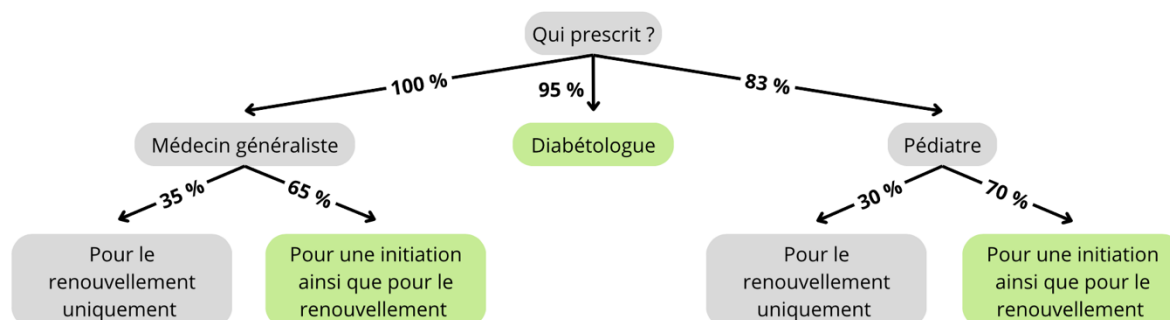 Qui prescrit ?
100 %
95 %
83 %
Médecin généraliste
Diabétologue
Pédiatre
35 %
65 %
30 %
70 %
Pour le
renouvellement
uniquement
Pour une initiation
ainsi que pour le
renouvellement
Pour le
renouvellement
uniquement
Pour une initiation
ainsi que pour le
renouvellement